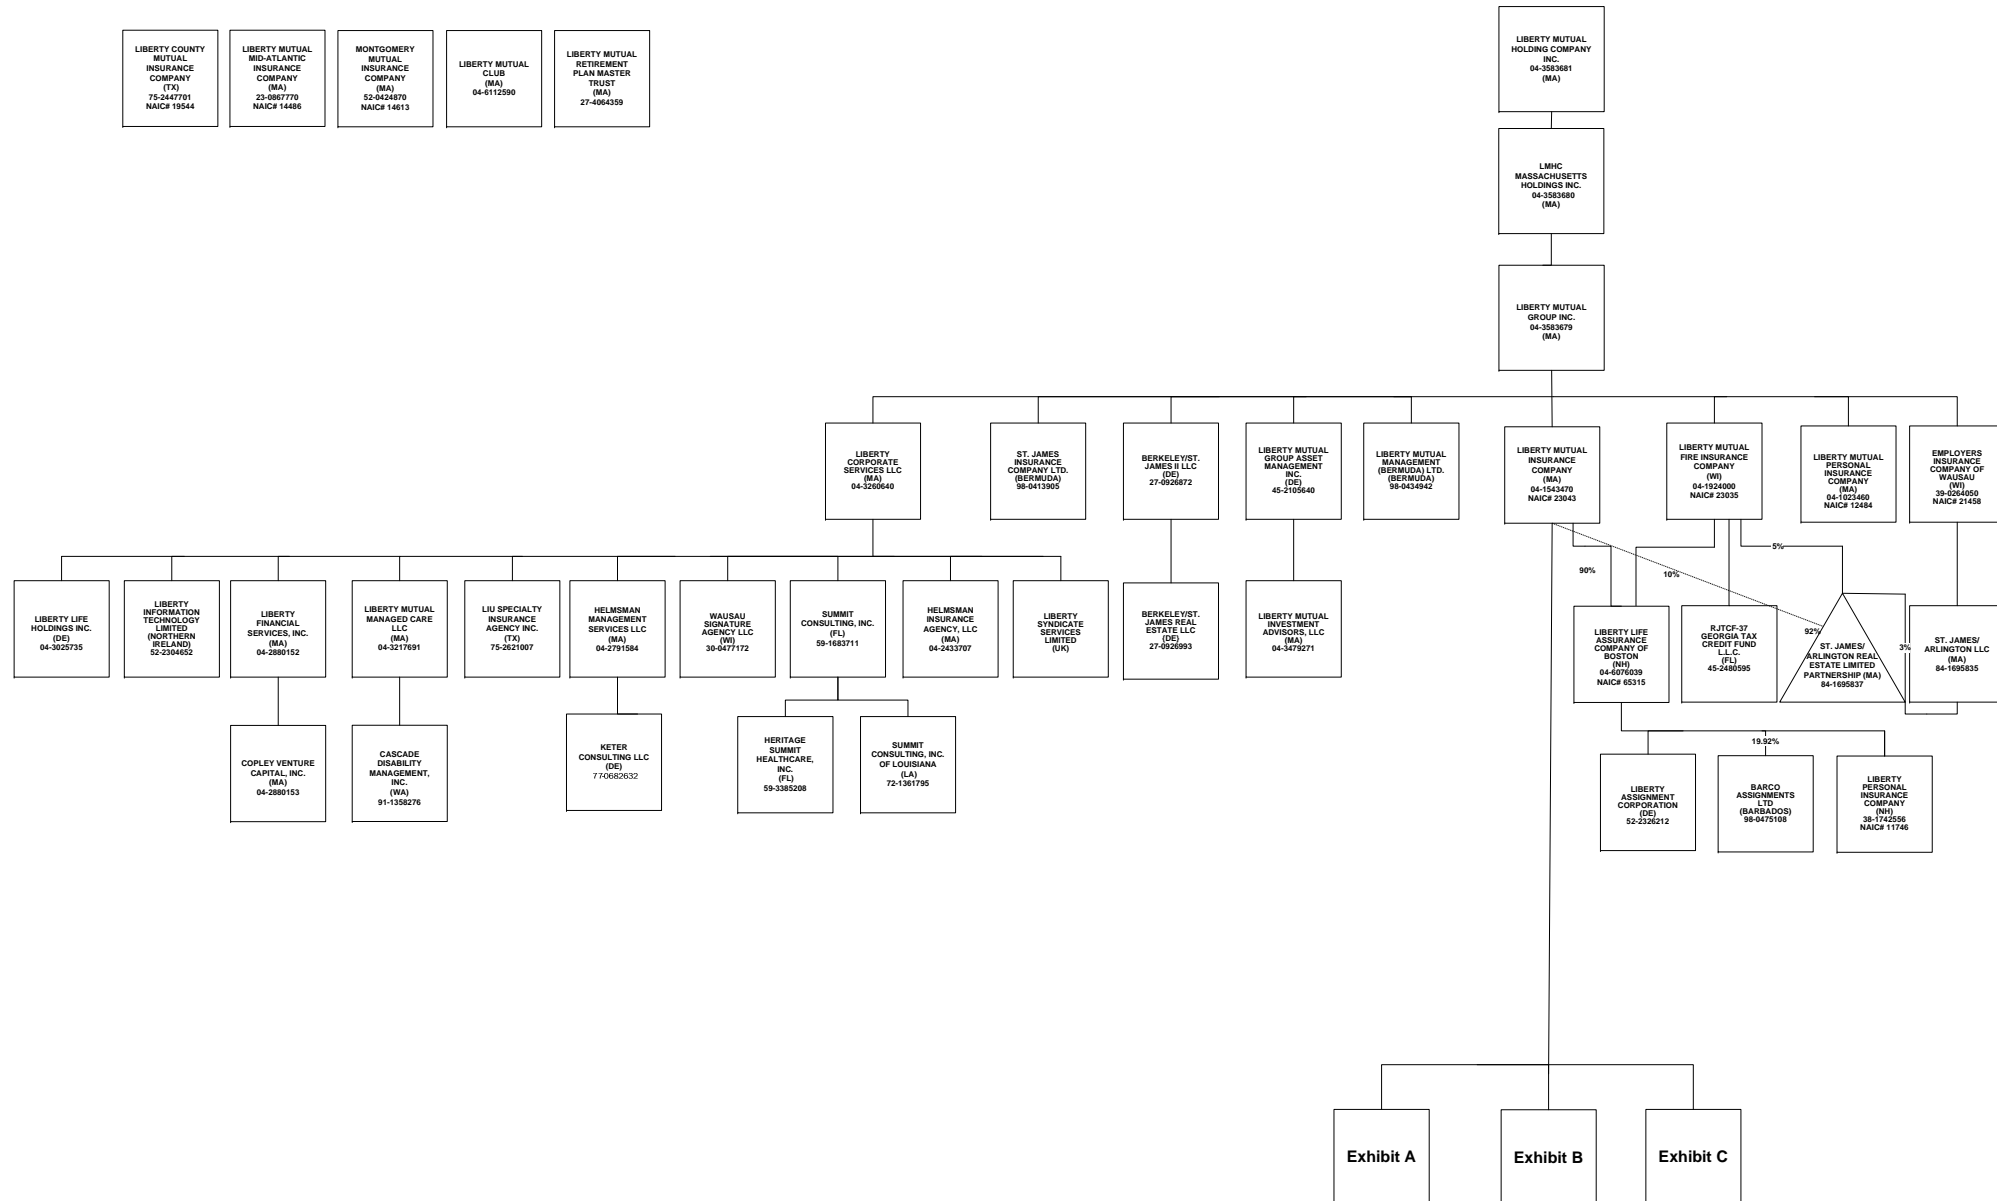 LIBERTY COUNTY
MUTUAL
INSURANCE
COMPANY
(TX)
75-2447701
NAIC# 19544
LIBERTY MUTUAL
MID-ATLANTIC
INSURANCE
COMPANY
(MA)
23-0867770
NAIC# 14486
MONTGOMERY
MUTUAL
INSURANCE
COMPANY
(MA)
52-0424870
NAIC# 14613
LIBERTY MUTUAL
CLUB
(MA)
04-6112590
LIBERTY MUTUAL
RETIREMENT
PLAN MASTER
TRUST
(MA)
27-4064359
LIBERTY MUTUAL
HOLDING COMPANY
INC.
04-3583681
(MA)
LMHC
MASSACHUSETTS
HOLDINGS INC.
04-3583680
(MA)
LIBERTY MUTUAL
GROUP INC.
04-3583679
(MA)
LIBERTY
CORPORATE
SERVICES LLC
(MA)
04-3260640
ST. JAMES
INSURANCE
COMPANY LTD.
(BERMUDA)
98-0413905
BERKELEY/ST.
JAMES II LLC
(DE)
27-0926872
LIBERTY MUTUAL
GROUP ASSET
MANAGEMENT
INC.
(DE)
45-2105640
LIBERTY MUTUAL
MANAGEMENT
(BERMUDA) LTD.
(BERMUDA)
98-0434942
LIBERTY MUTUAL
INSURANCE
COMPANY
(MA)
04-1543470
NAIC# 23043
LIBERTY MUTUAL
FIRE INSURANCE
COMPANY
(WI)
04-1924000
NAIC# 23035
LIBERTY MUTUAL
PERSONAL
INSURANCE
COMPANY
(MA)
04-1023460
NAIC# 12484
EMPLOYERS
INSURANCE
COMPANY OF
WAUSAU
(WI)
39-0264050
NAIC# 21458
LIBERTY LIFE
HOLDINGS INC.
(DE)
04-3025735
LIBERTY
INFORMATION
TECHNOLOGY
LIMITED
(NORTHERN
IRELAND)
52-2304652
LIBERTY
FINANCIAL
SERVICES, INC.
(MA)
04-2880152
LIBERTY MUTUAL
MANAGED CARE
LLC
(MA)
04-3217691
LIU SPECIALTY
INSURANCE
AGENCY INC.
(TX)
75-2621007
HELMSMAN
MANAGEMENT
SERVICES LLC
(MA)
04-2791584
WAUSAU
SIGNATURE
AGENCY LLC
(WI)
30-0477172
SUMMIT
CONSULTING, INC.
(FL)
59-1683711
HELMSMAN
INSURANCE
AGENCY, LLC
(MA)
04-2433707
LIBERTY
SYNDICATE
SERVICES
LIMITED
(UK)
BERKELEY/ST.
JAMES REAL
ESTATE LLC
(DE)
27-0926993
LIBERTY MUTUAL
INVESTMENT
ADVISORS, LLC
(MA)
04-3479271
90%
10%
5%
92%
3%
LIBERTY LIFE
ASSURANCE
COMPANY OF
BOSTON
(NH)
04-6076039
NAIC# 65315
RJTCF-37
GEORGIA TAX
CREDIT FUND
L.L.C.
(FL)
45-2480595
ST. JAMES/
ARLINGTON REAL
ESTATE LIMITED
PARTNERSHIP (MA)
84-1695837
ST. JAMES/
ARLINGTON LLC
(MA)
84-1695835
COPLEY VENTURE
CAPITAL, INC.
(MA)
04-2880153
CASCADE
DISABILITY
MANAGEMENT,
INC.
(WA)
91-1358276
KETER
CONSULTING LLC
(DE)
77-0682632
HERITAGE
SUMMIT
HEALTHCARE,
INC.
(FL)
59-3385208
SUMMIT
CONSULTING, INC.
OF LOUISIANA
(LA)
72-1361795
19.92%
LIBERTY
ASSIGNMENT
CORPORATION
(DE)
52-2326212
BARCO
ASSIGNMENTS
LTD
(BARBADOS)
98-0475108
LIBERTY
PERSONAL
INSURANCE
COMPANY
(NH)
38-1742556
NAIC# 11746
Exhibit A
Exhibit B
Exhibit C